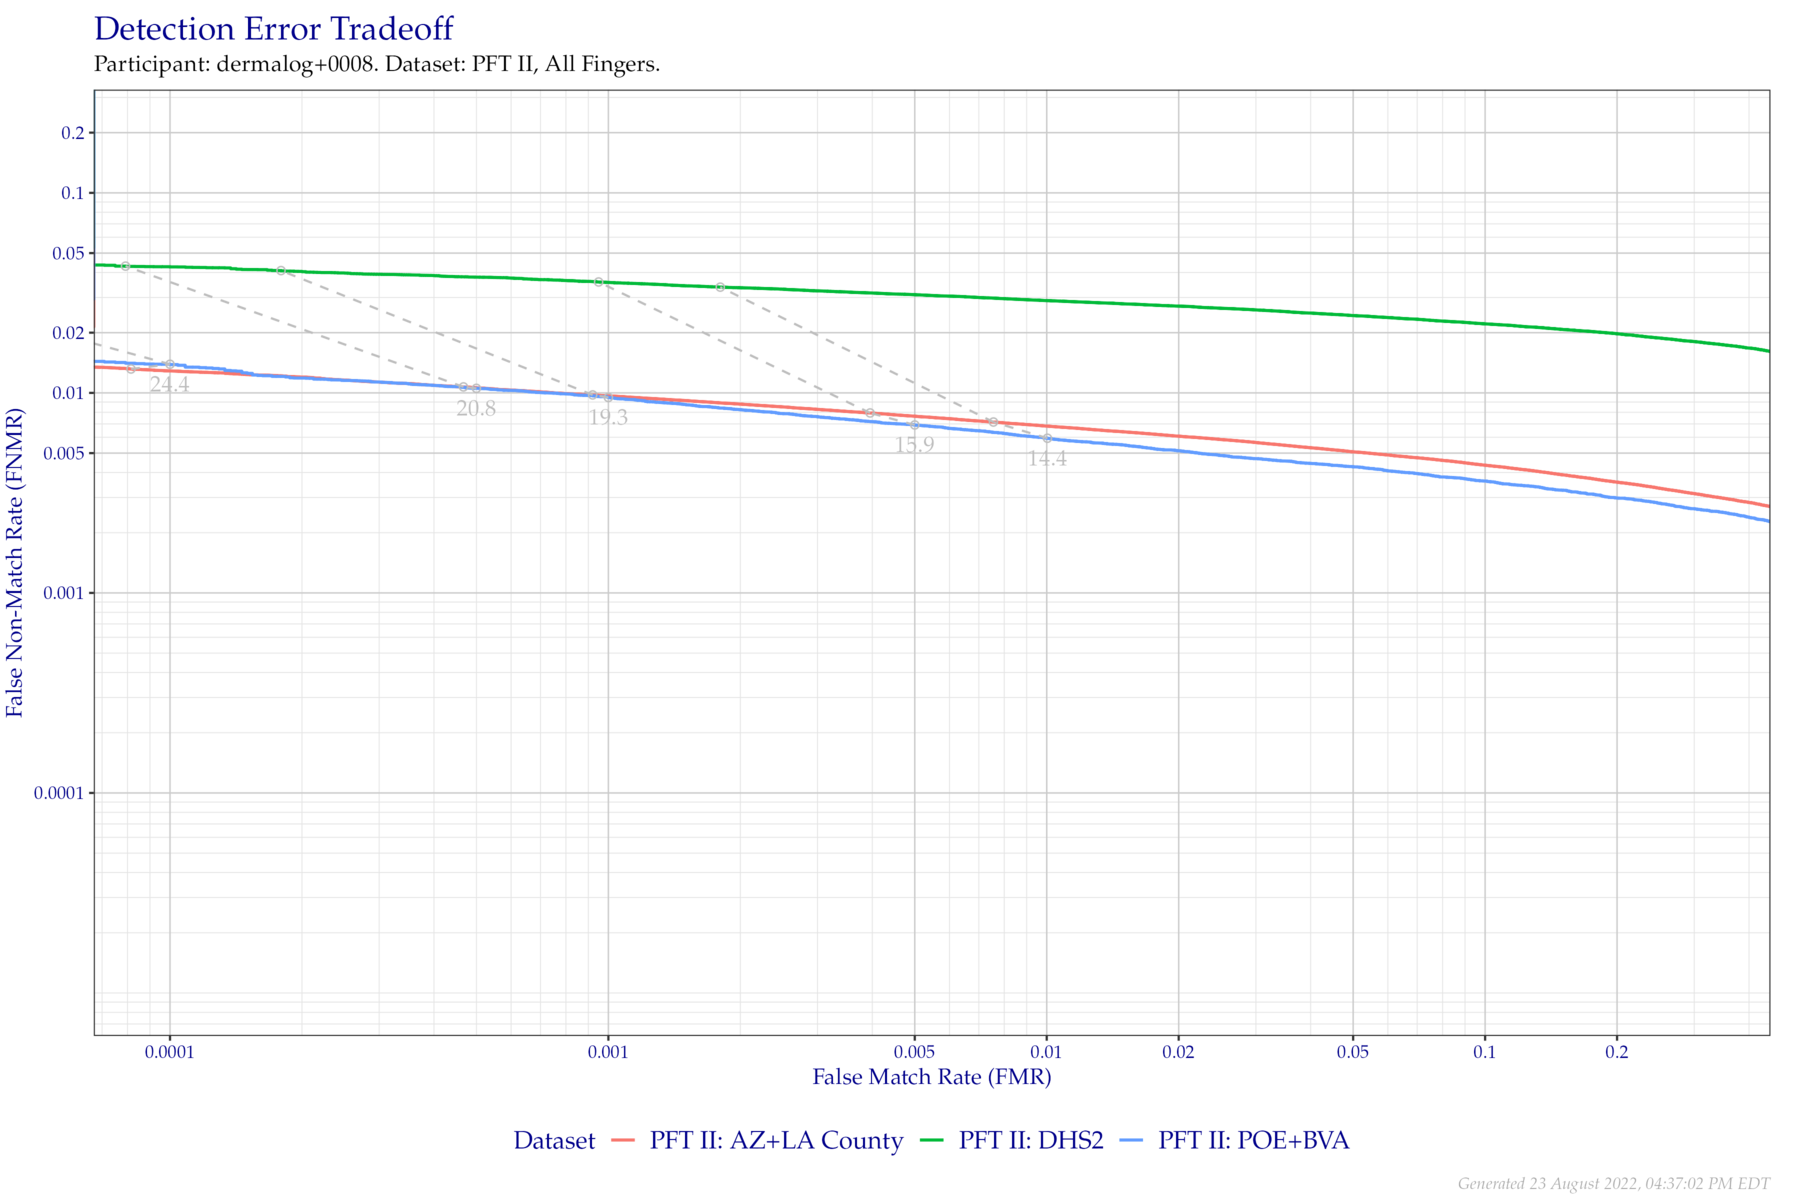 Detection Error Tradeoff
Participant: dermalog+0008. Dataset: PFT II, All Fingers.
False Non-Match Rate (FNMR)
0.2
0.1
0.05
0.02
0.01
0.005
0.001
0.0001
24.4
20.8
19.3
15.9
14.4
0.0001 0.001 0.005 0.01 0.02 0.05 0.1 0.2
False Match Rate (FMR)
Dataset PFT II: AZ+LA County PFT II: DHS2 PFT II: POE+BVA
Generated 23 August 2022, 04:37:02 PM EDT